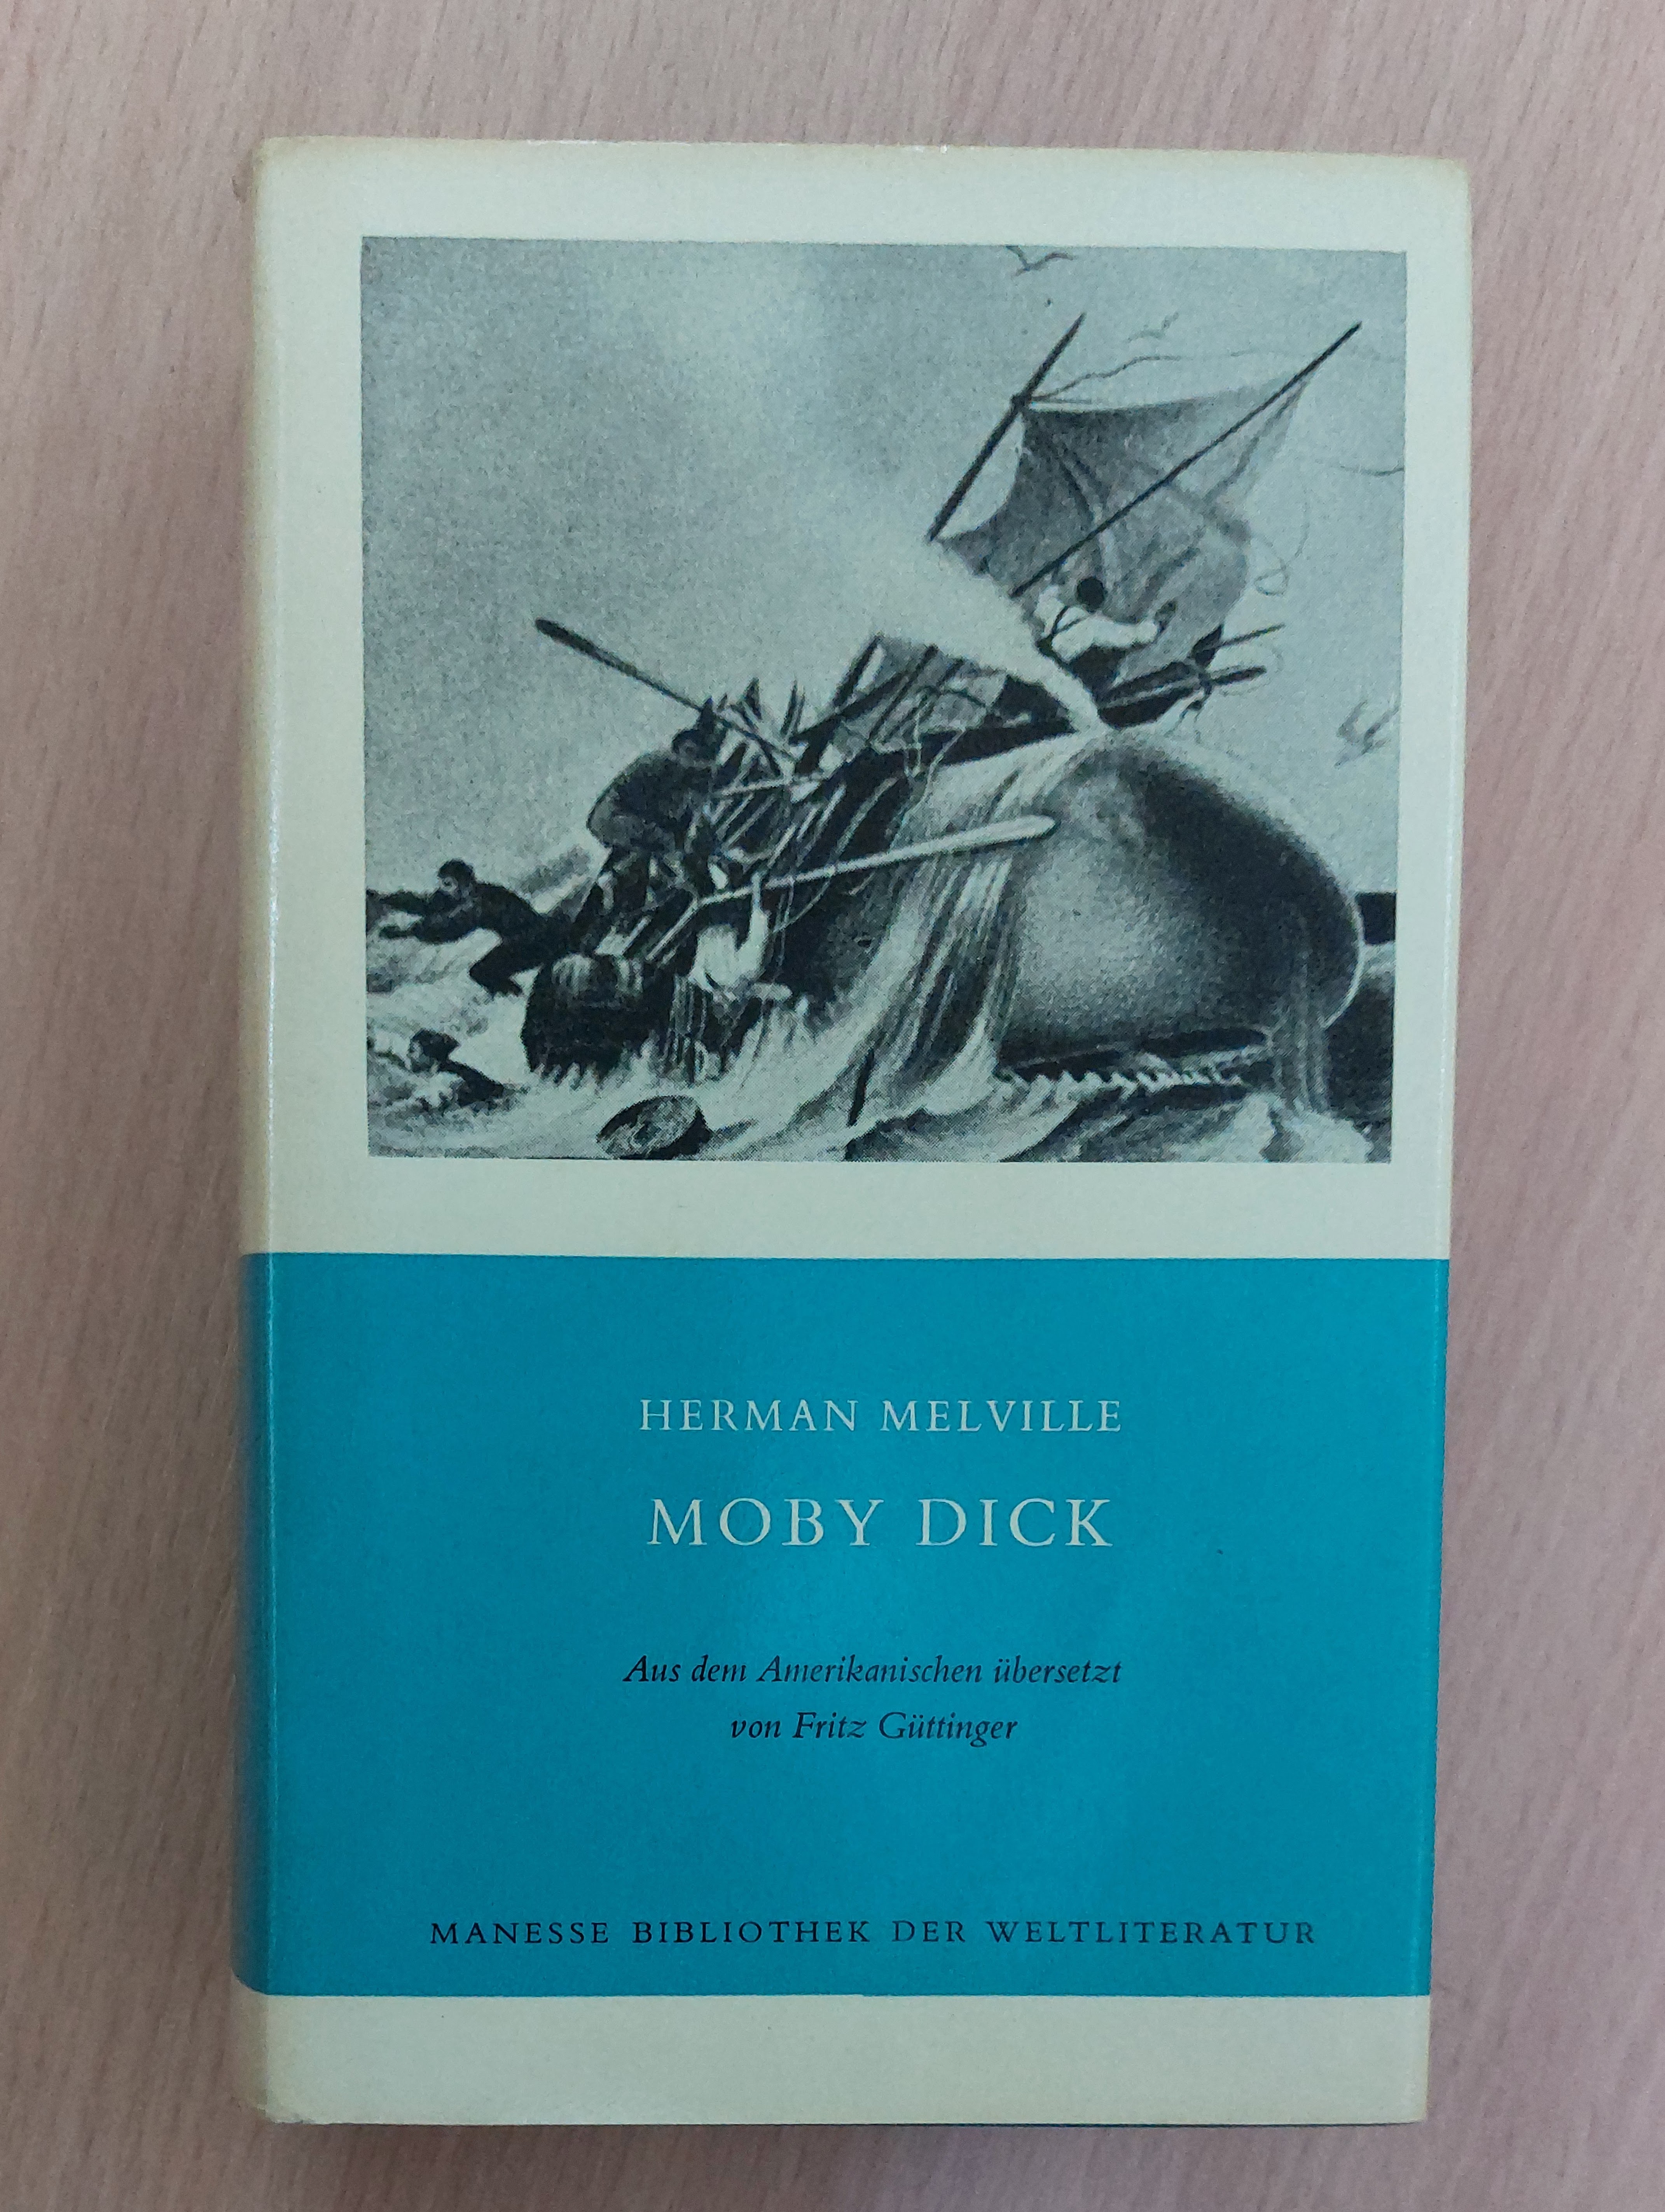 HERMAN MELVILLE
MOBY DICK
Aus dem Amerikanischen übersetzt
von Fritz Güttinger
MANESSE BIBLIOTHEK DER WELTLITERATUR